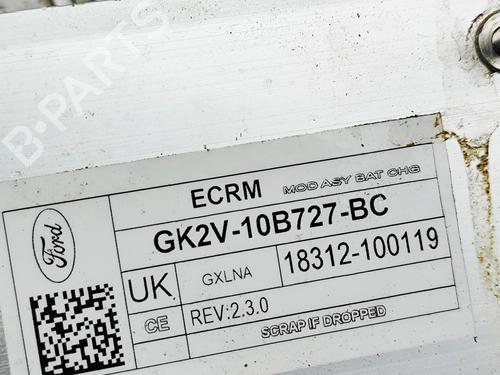 B-PARTS
ECRM MOD ASY BAT CHG
GK2V-10B727-BC
Ford
UK GXLNA 18312-100119
CE REV:2.3.0
SCRAP IF DROPPED